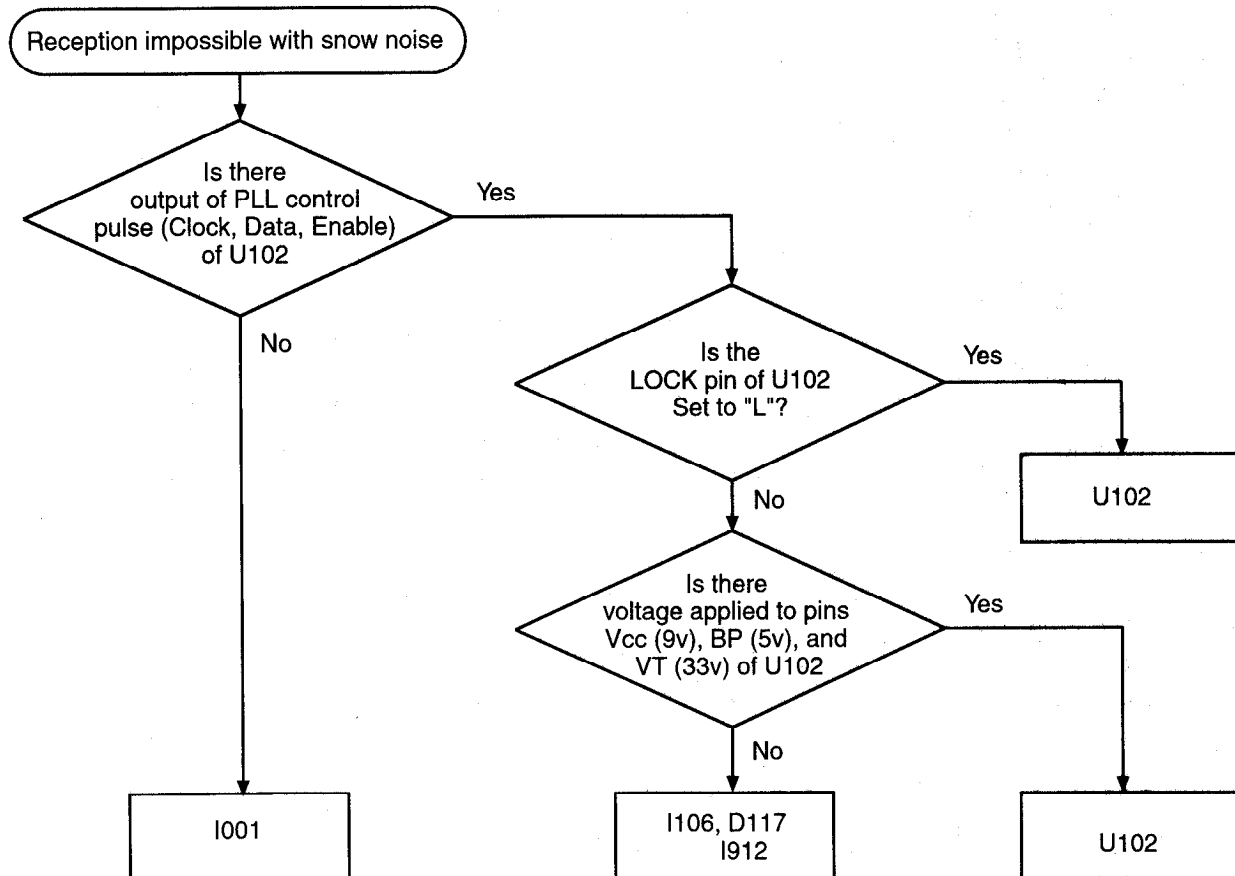 Reception impossible with snow noise
Is there
output of PLL control
pulse (Clock, Data, Enable)
of U102
Yes
No
Is the
LOCK pin of U102
Set to "L"?
Yes
U102
No
Is there
voltage applied to pins
Vcc (9v), BP (5v), and
VT (33v) of U102
Yes
No
I001
I106, D117
I912
U102